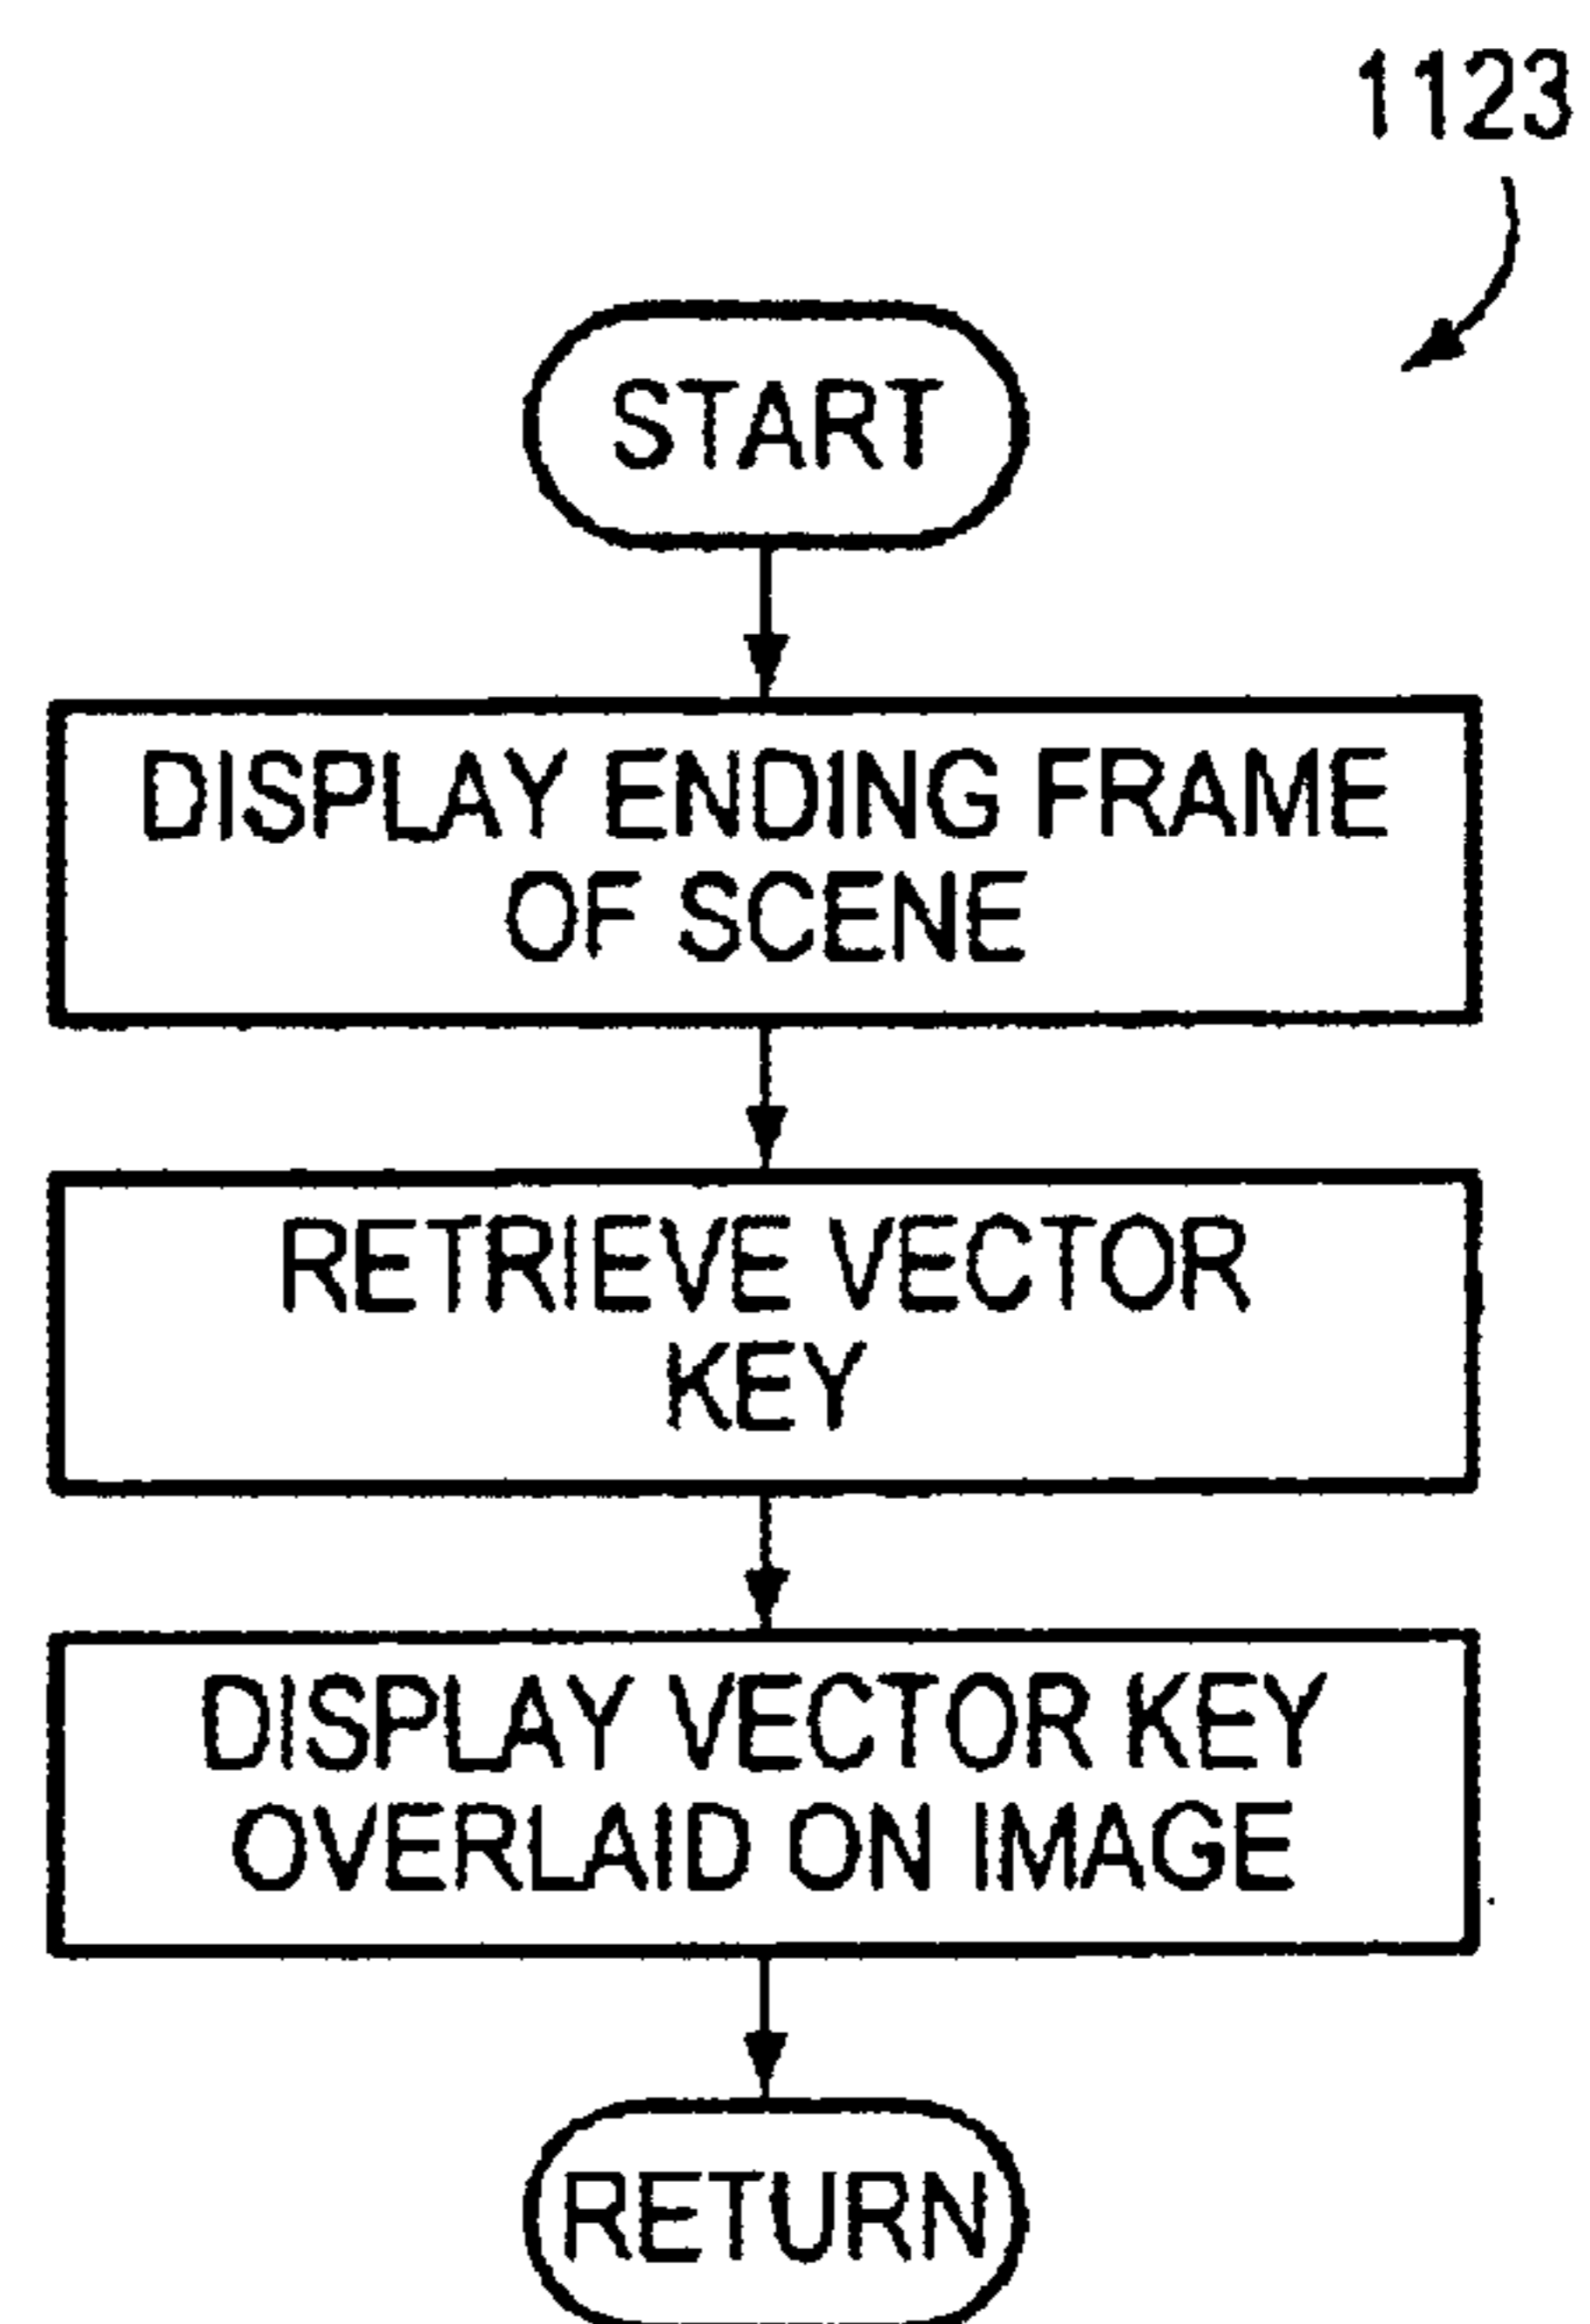 1123
START
DISPLAY ENDING FRAME
OF SCENE
RETRIEVE VECTOR
KEY
DISPLAY VECTOR KEY
OVERLAID ON IMAGE
RETURN